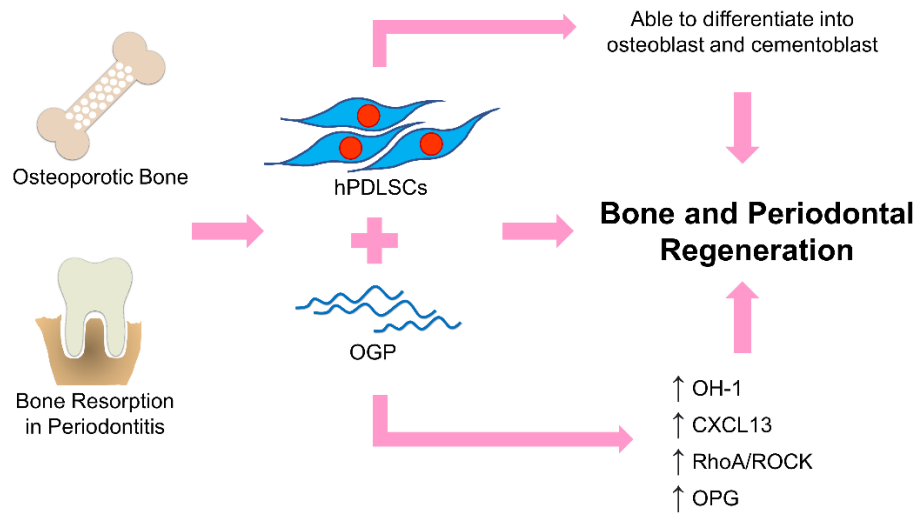 Able to differentiate into
osteoblast and cementoblast
Osteoporotic Bone
hPDLSCs
Bone and Periodontal
Regeneration
OGP
Bone Resorption
in Periodontitis
↑ OH-1
↑ CXCL13
↑ RhoA/ROCK
↑ OPG